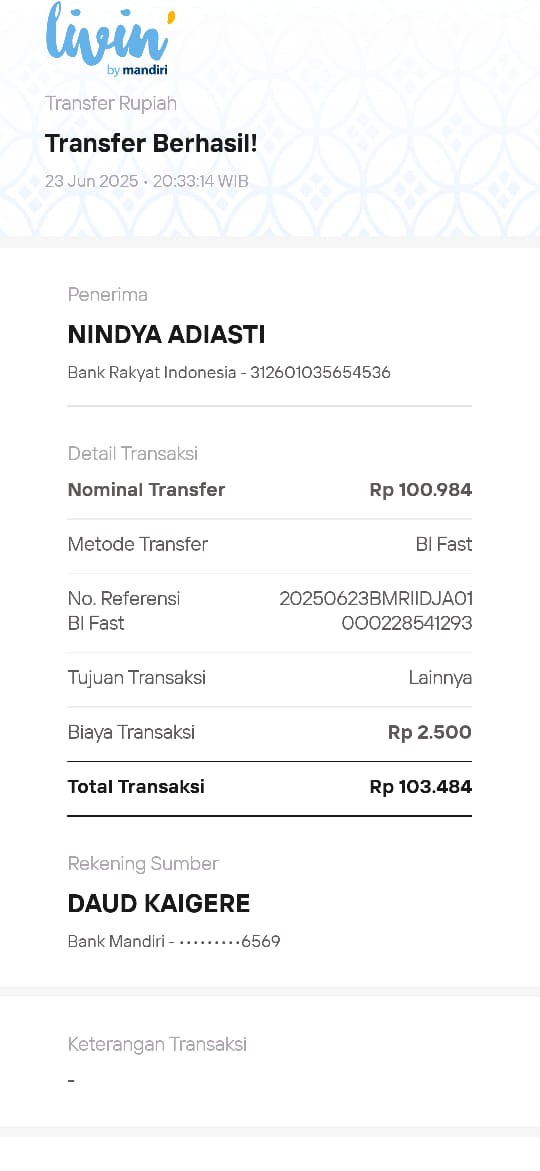 livin'
by mandiri
Transfer Rupiah
Transfer Berhasil!
23 Jun 2025 • 20:33:14 WIB
Penerima
NINDYA ADIASTI
Bank Rakyat Indonesia - 312601035654536
Detail Transaksi
Nominal Transfer Rp 100.984
Metode Transfer BI Fast
No. Referensi 20250623BMRIIDJA01
BI Fast 000228541293
Tujuan Transaksi Lainnya
Biaya Transaksi Rp 2.500
Total Transaksi Rp 103.484
Rekening Sumber
DAUD KAIGERE
Bank Mandiri - •••••••••6569
Keterangan Transaksi
-